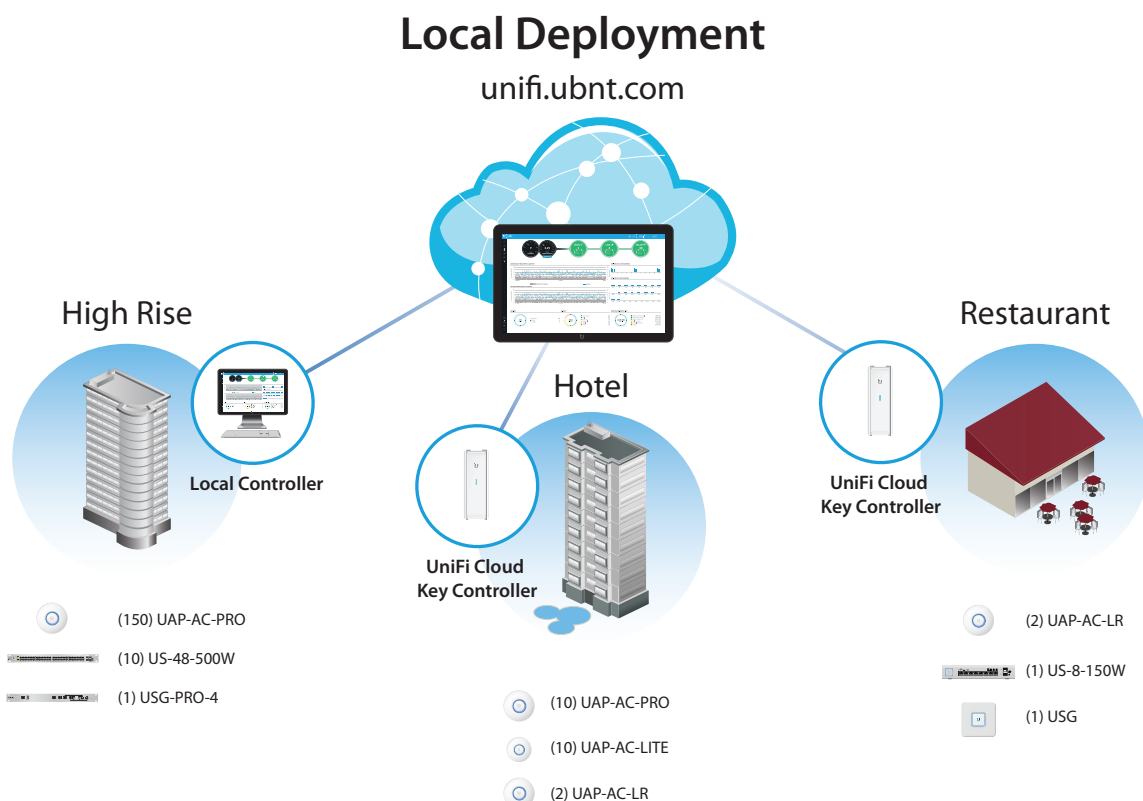 Local Deployment
unifi.ubnt.com
High Rise
Local Controller
(150) UAP-AC-PRO
(10) US-48-500W
(1) USG-PRO-4
Hotel
UniFi Cloud
Key Controller
(10) UAP-AC-PRO
(10) UAP-AC-LITE
(2) UAP-AC-LR
Restaurant
UniFi Cloud
Key Controller
(2) UAP-AC-LR
(1) US-8-150W
(1) USG